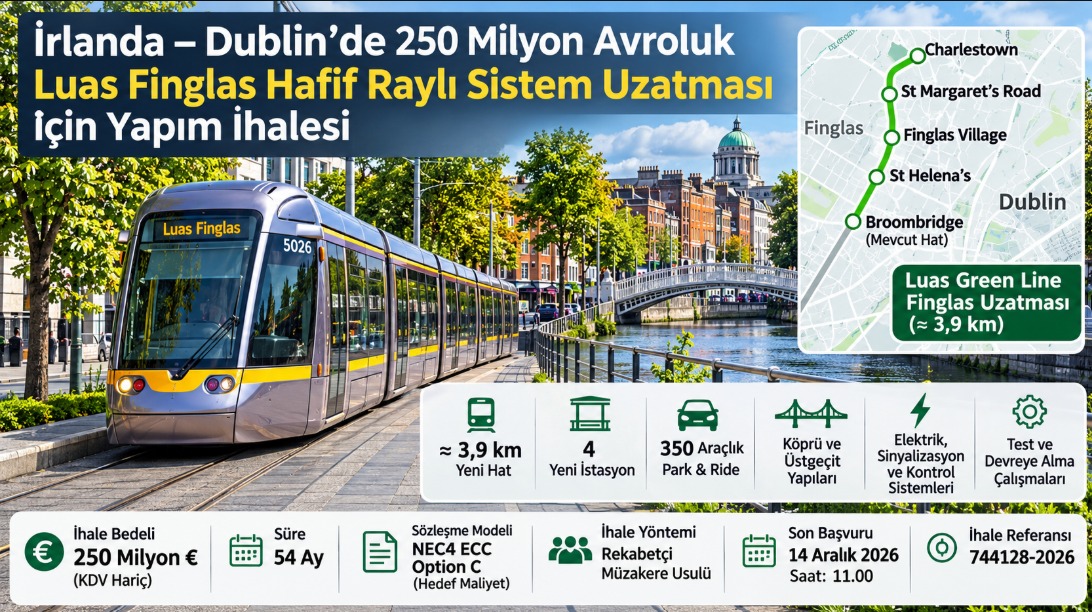 İrlanda – Dublin’de 250 Milyon Avroluk
Luas Finglas Hafif Raylı Sistem Uzatması
için Yapım İhalesi
Luas Finglas
5026
Charlestown
St Margaret's Road
Finglas
Finglas Village
St Helena's
Dublin
Broombridge
(Mevcut Hat)
Luas Green Line
Finglas Uzatması
(≈ 3,9 km)
≈ 3,9 km
Yeni Hat
4
Yeni İstasyon
350 Araçlık
Park & Ride
Köprü ve
Üstgeçit
Yapıları
Elektrik,
Sinyalizasyon
ve Kontrol
Sistemleri
Test ve
Devreye Alma
Çalışmaları
İhale Bedeli
250 Milyon €
(KDV Hariç)
Süre
54 Ay
Sözleşme Modeli
NEC4 ECC
Option C
(Hedef Maliyet)
İhale Yöntemi
Rekabetçi
Müzakere Usulü
Son Başvuru
14 Aralık 2026
Saat: 11.00
İhale Referansı
744128-2026